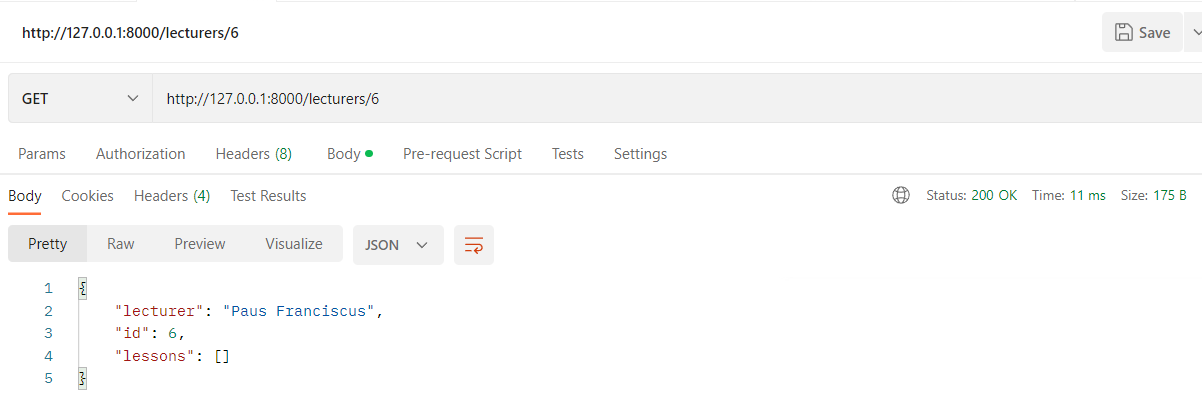 http://127.0.0.1:8000/lecturers/6 Save
GET http://127.0.0.1:8000/lecturers/6
Params Authorization Headers (8) Body Pre-request Script Tests Settings
Body Cookies Headers (4) Test Results Status: 200 OK Time: 11 ms Size: 175 B
Pretty Raw Preview Visualize JSON
1 {
2 "lecturer": "Paus Franciscus",
3 "id": 6,
4 "lessons": []
5 }